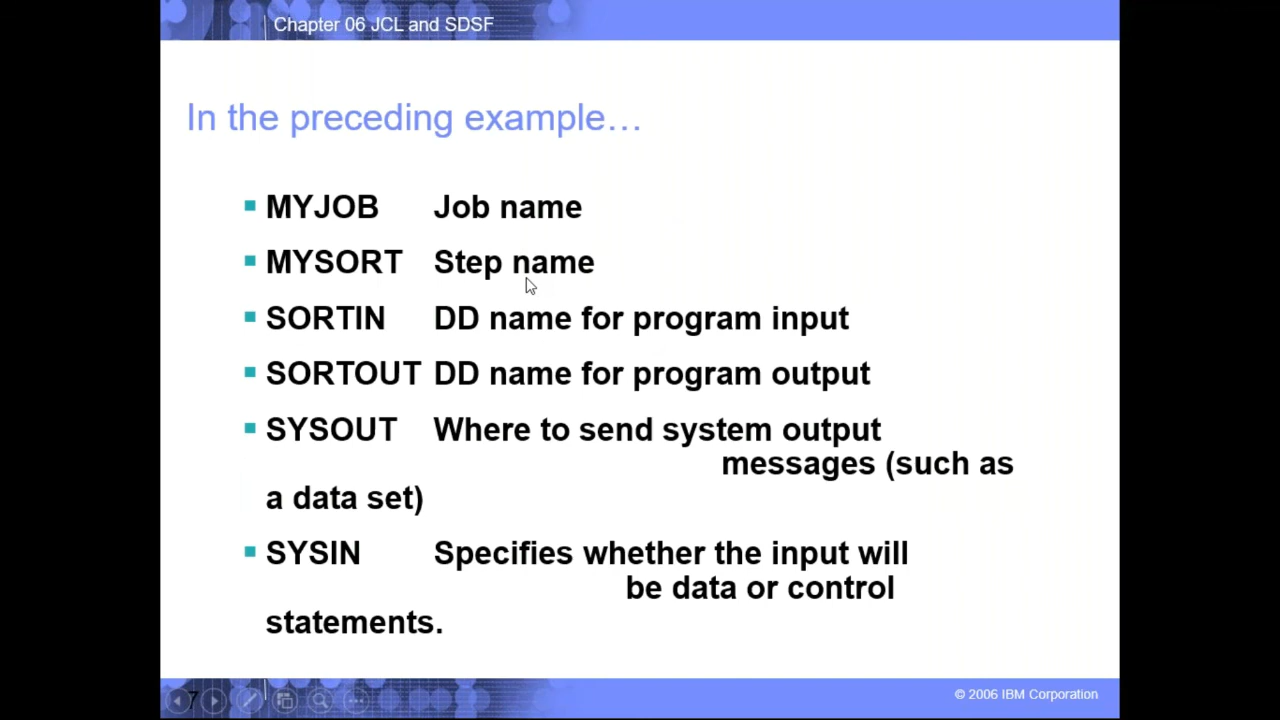 Chapter 06 JCL and SDSF
In the preceding example…
MYJOB Job name
MYSORT Step name
SORTIN DD name for program input
SORTOUT DD name for program output
SYSOUT Where to send system output
messages (such as
a data set)
SYSIN Specifies whether the input will
be data or control
statements.
7
© 2006 IBM Corporation